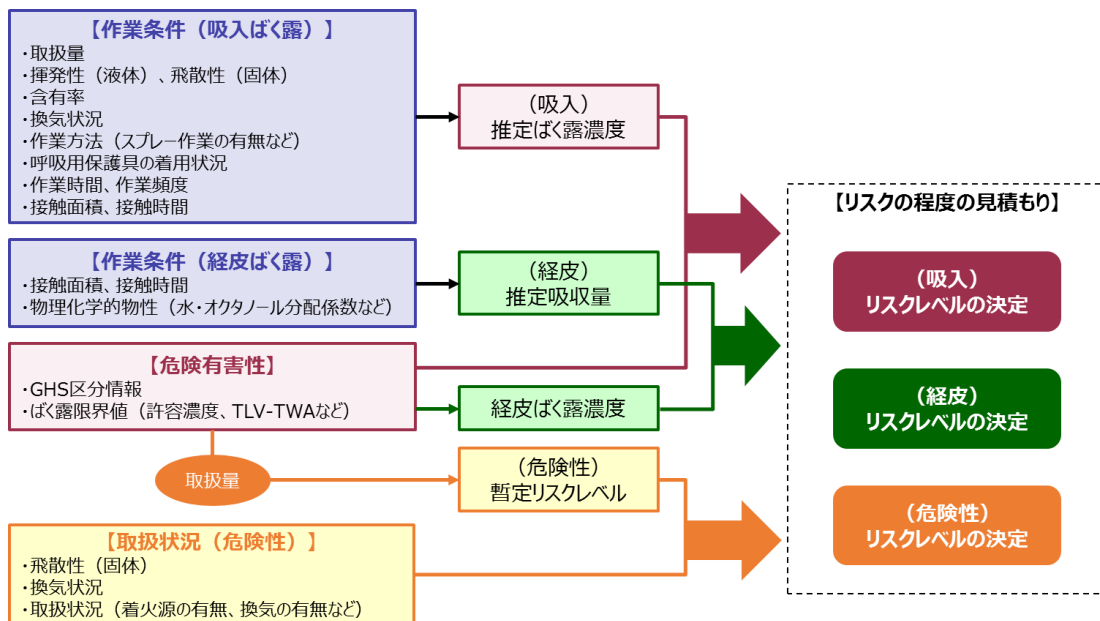 【作業条件（吸入ばく露）】
・取扱量
・揮発性（液体）、飛散性（固体）
・含有率
・換気状況
・作業方法（スプレー作業の有無など）
・呼吸用保護具の着用状況
・作業時間、作業頻度
・接触面積、接触時間
（吸入）
推定ばく露濃度
【作業条件（経皮ばく露）】
・接触面積、接触時間
・物理化学的物性（水・オクタノール分配係数など）
（経皮）
推定吸収量
【危険有害性】
・GHS区分情報
・ばく露限界値（許容濃度、TLV-TWAなど）
経皮ばく露濃度
取扱量
（危険性）
暫定リスクレベル
【取扱状況（危険性）】
・飛散性（固体）
・換気状況
・取扱状況（着火源の有無、換気の有無など）
【リスクの程度の見積もり】
（吸入）
リスクレベルの決定
（経皮）
リスクレベルの決定
（危険性）
リスクレベルの決定